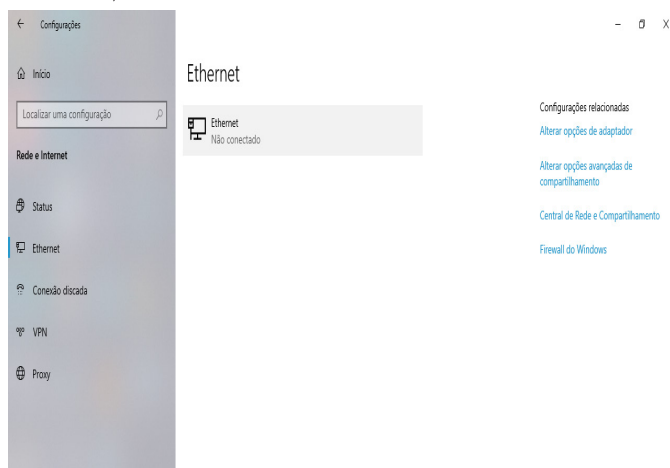 Configurações
Início
Localizar uma configuração
Rede e Internet
Status
Ethernet
Conexão discada
VPN
Proxy
Ethernet
Ethernet
Não conectado
Configurações relacionadas
Alterar opções de adaptador
Alterar opções avançadas de
compartilhamento
Central de Rede e Compartilhamento
Firewall do Windows